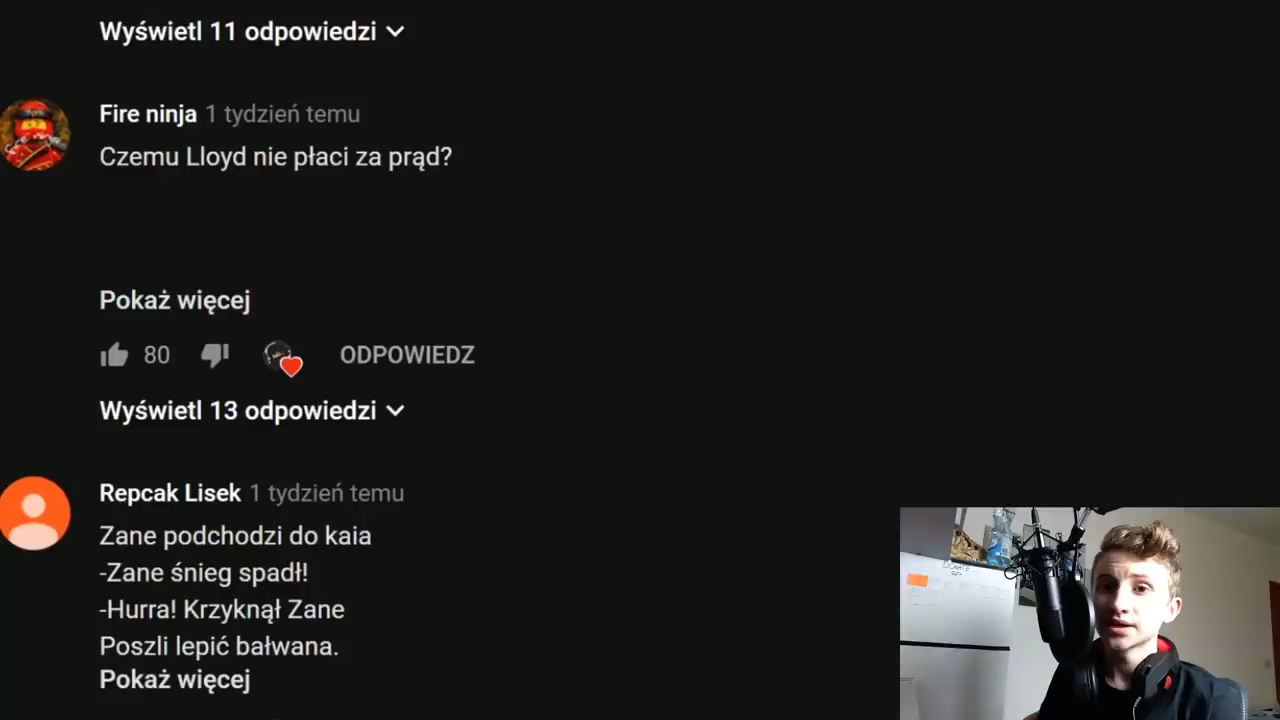 Wyświetl 11 odpowiedzi
Fire ninja 1 tydzień temu
Czemu Lloyd nie płaci za prąd?
Pokaż więcej
80 ODPOWIEDZ
Wyświetl 13 odpowiedzi
Repcak Lisek 1 tydzień temu
Zane podchodzi do kaia
-Zane śnieg spadł!
-Hurra! Krzyknął Zane
Poszli lepić bałwana.
Pokaż więcej